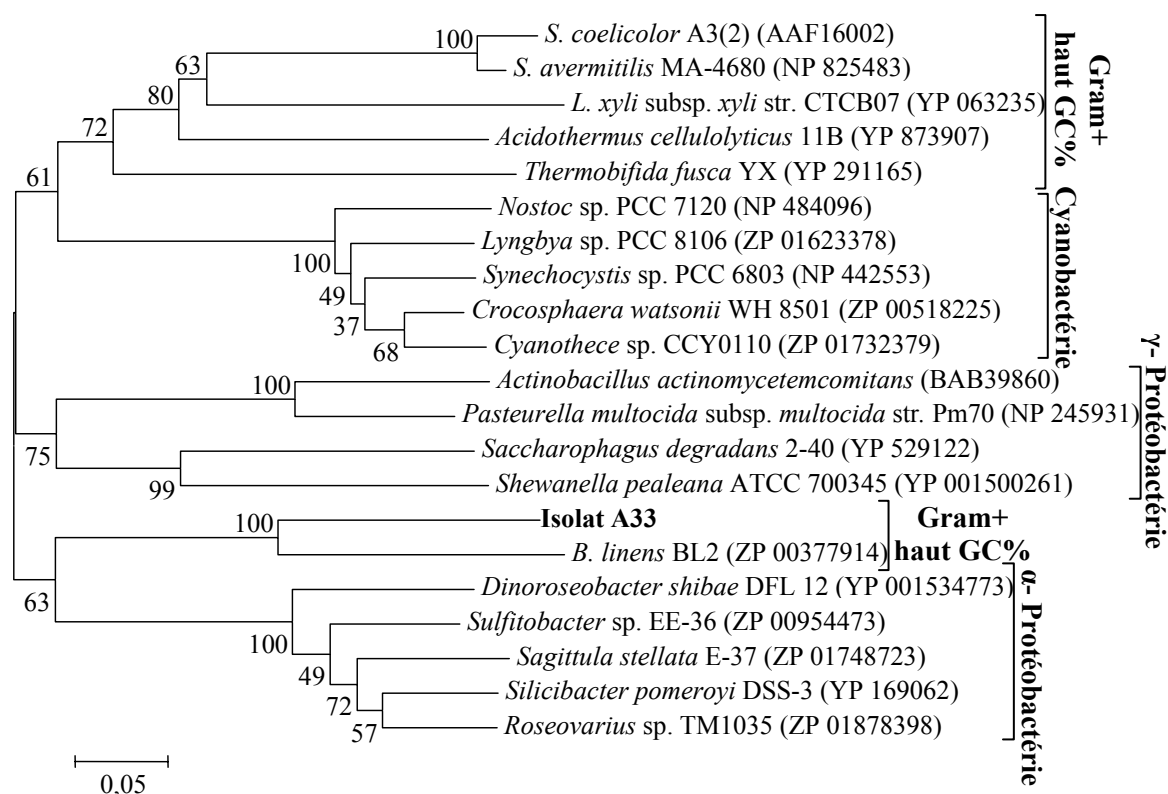 100
S. coelicolor A3(2) (AAF16002)
63
S. avermitilis MA-4680 (NP 825483)
80
L. xyli subsp. xyli str. CTCB07 (YP 063235)
72
Acidothermus cellulolyticus 11B (YP 873907)
61
Thermobifida fusca YX (YP 291165)
Gram+
haut GC%
Nostoc sp. PCC 7120 (NP 484096)
Lyngbya sp. PCC 8106 (ZP 01623378)
100
Synechocystis sp. PCC 6803 (NP 442553)
49
Crocosphaera watsonii WH 8501 (ZP 00518225)
37
Cyanothece sp. CCY0110 (ZP 01732379)
68
Cyanobactérie
100
Actinobacillus actinomycetemcomitans (BAB39860)
Pasteurella multocida subsp. multocida str. Pm70 (NP 245931)
75
Saccharophagus degradans 2-40 (YP 529122)
99
Shewanella pealeana ATCC 700345 (YP 001500261)
γ- Protéobactérie
100
Isolat A33
B. linens BL2 (ZP 00377914)
Gram+
haut GC%
63
Dinoroseobacter shibae DFL 12 (YP 001534773)
100
Sulfitobacter sp. EE-36 (ZP 00954473)
49
Sagittula stellata E-37 (ZP 01748723)
72
Silicibacter pomeroyi DSS-3 (YP 169062)
57
Roseovarius sp. TM1035 (ZP 01878398)
α- Protéobactérie
0,05